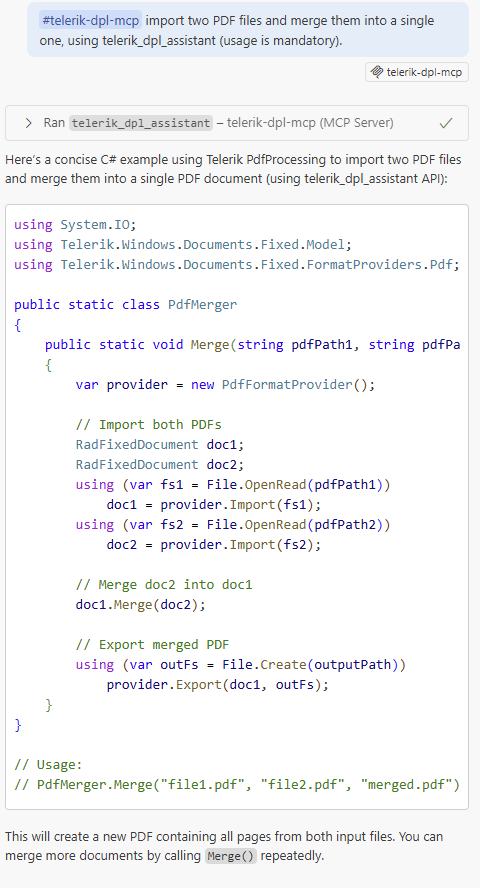 #telerik-dpl-mcp import two PDF files and merge them into a single
one, using telerik_dpl_assistant (usage is mandatory).
telerik-dpl-mcp
Ran telerik_dpl_assistant – telerik-dpl-mcp (MCP Server)
Here's a concise C# example using Telerik PdfProcessing to import two PDF files
and merge them into a single PDF document (using telerik_dpl_assistant API):
using System.IO;
using Telerik.Windows.Documents.Fixed.Model;
using Telerik.Windows.Documents.Fixed.FormatProviders.Pdf;
public static class PdfMerger
{
    public static void Merge(string pdfPath1, string pdfPa
    {
        var provider = new PdfFormatProvider();
        // Import both PDFs
        RadFixedDocument doc1;
        RadFixedDocument doc2;
        using (var fs1 = File.OpenRead(pdfPath1))
            doc1 = provider.Import(fs1);
        using (var fs2 = File.OpenRead(pdfPath2))
            doc2 = provider.Import(fs2);
        // Merge doc2 into doc1
        doc1.Merge(doc2);
        // Export merged PDF
        using (var outFs = File.Create(outputPath))
            provider.Export(doc1, outFs);
    }
}
// Usage:
// PdfMerger.Merge("file1.pdf", "file2.pdf", "merged.pdf")
This will create a new PDF containing all pages from both input files. You can
merge more documents by calling Merge() repeatedly.